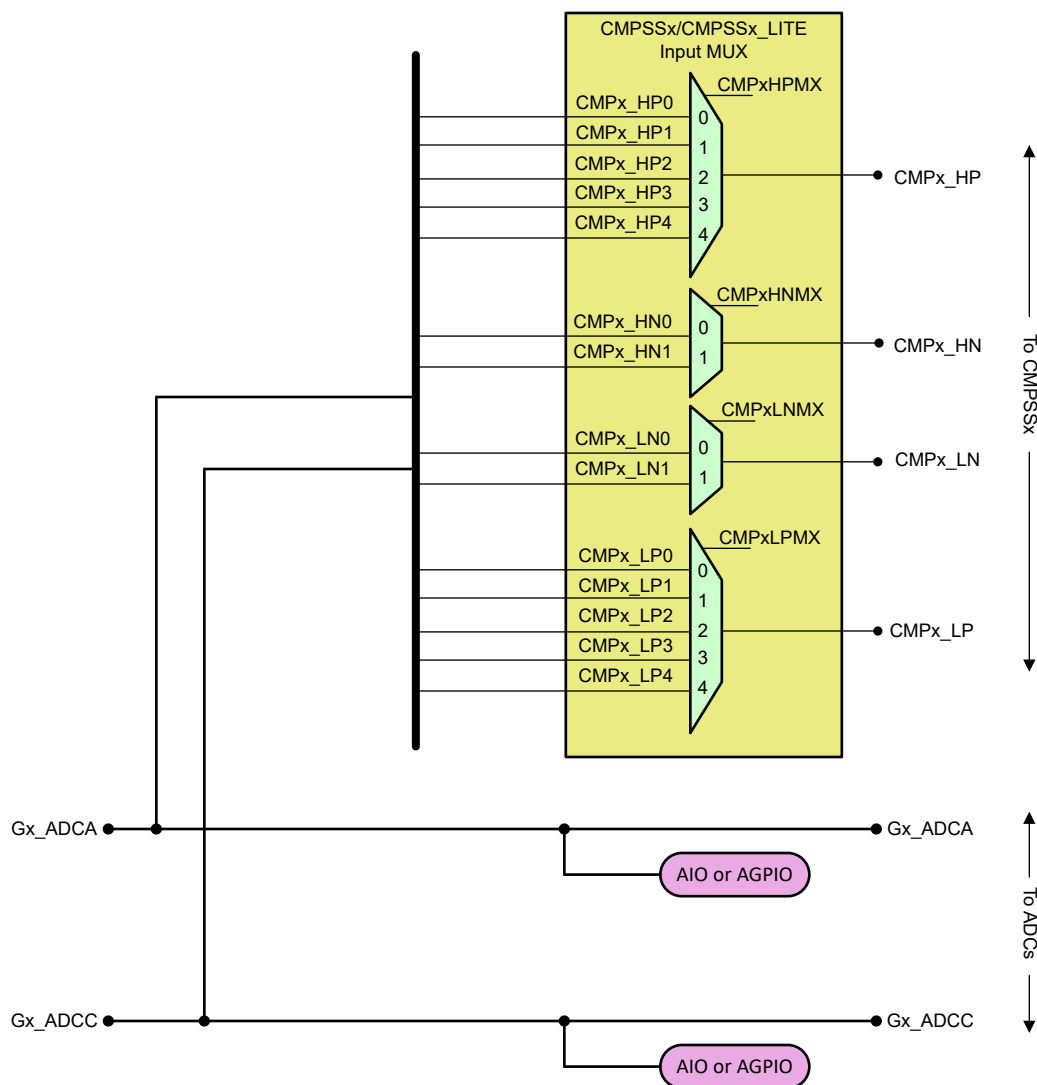 CMPSSx/CMPSSx_LITE
Input MUX
CMPxHPMX
CMPx_HP0
0
CMPx_HP1
1
CMPx_HP2
2
CMPx_HP3
3
CMPx_HP4
4
CMPx_HP
CMPxHNMX
CMPx_HN0
0
CMPx_HN1
1
CMPx_HN
CMPxLNMX
CMPx_LN0
0
CMPx_LN1
1
CMPx_LN
CMPxLPMX
CMPx_LP0
0
CMPx_LP1
1
CMPx_LP2
2
CMPx_LP3
3
CMPx_LP4
4
CMPx_LP
To CMPSSx
Gx_ADCA
Gx_ADCA
AIO or AGPIO
To ADCs
Gx_ADCC
Gx_ADCC
AIO or AGPIO